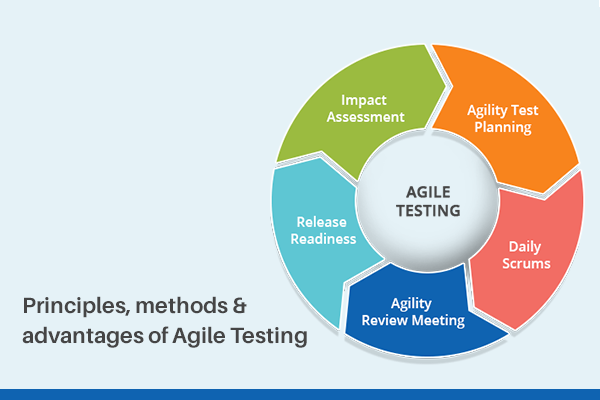 Impact
Assessment
Agility Test
Planning
AGILE
TESTING
Release
Readiness
Daily
Scrums
Agility
Review Meeting
Principles, methods &
advantages of Agile Testing